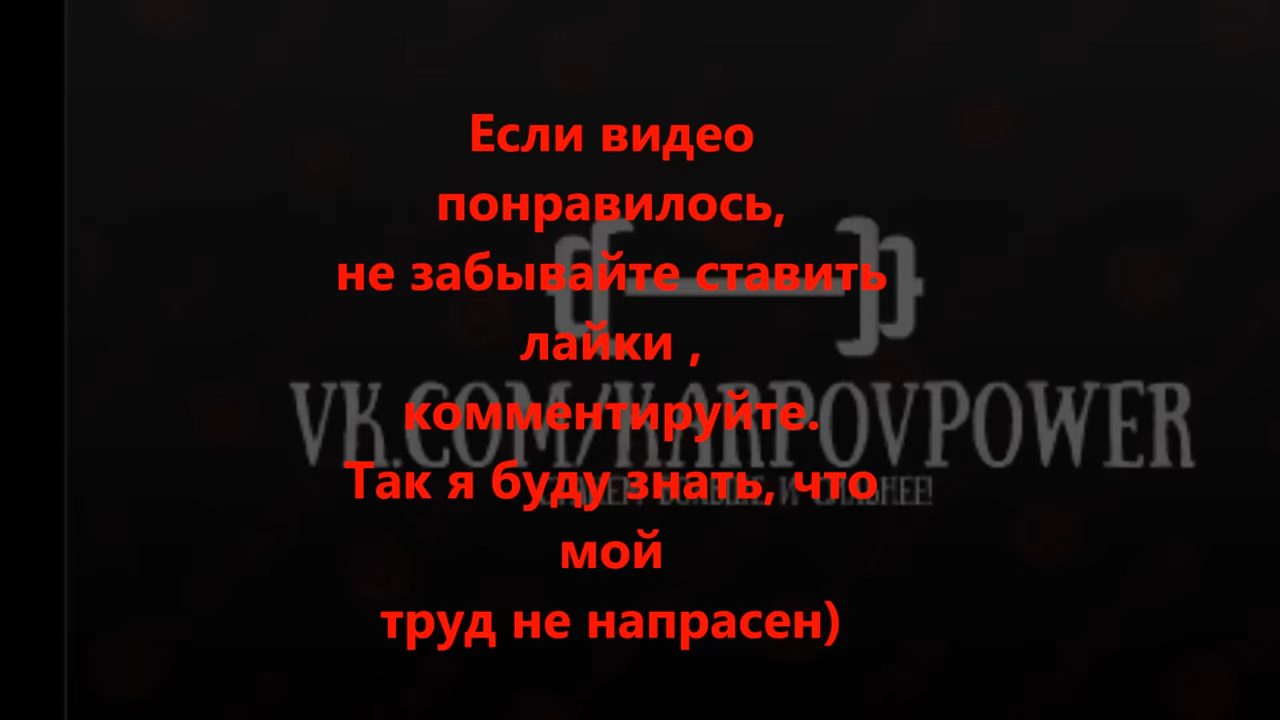 Если видео
понравилось,
не забывайте ставить
лайки ,
VK.COM/KARPOVPOWER
комментируйте.
Так я буду знать, что
мой
труд не напрасен)